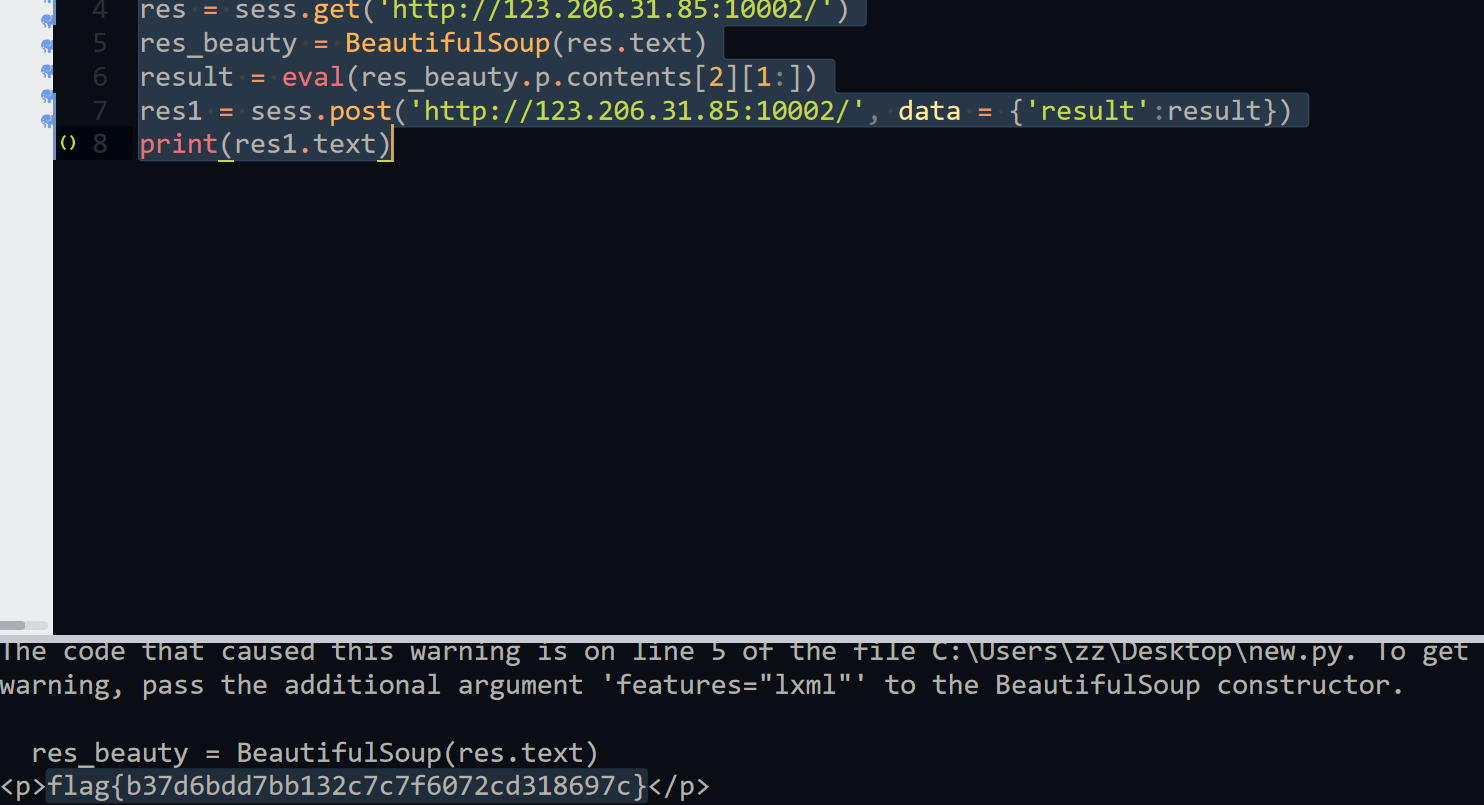 4 res = sess.get('http://123.206.31.85:10002/')
5 res_beauty = BeautifulSoup(res.text)
6 result = eval(res_beauty.p.contents[2][1:])
7 res1 = sess.post('http://123.206.31.85:10002/', data = {'result':result})
() 8 print(res1.text)
The code that caused this warning is on line 5 of the file C:\Users\zz\Desktop\new.py. To get
warning, pass the additional argument 'features="lxml"' to the BeautifulSoup constructor.
res_beauty = BeautifulSoup(res.text)
<p>flag{b37d6bdd7bb132c7c7f6072cd318697c}</p>